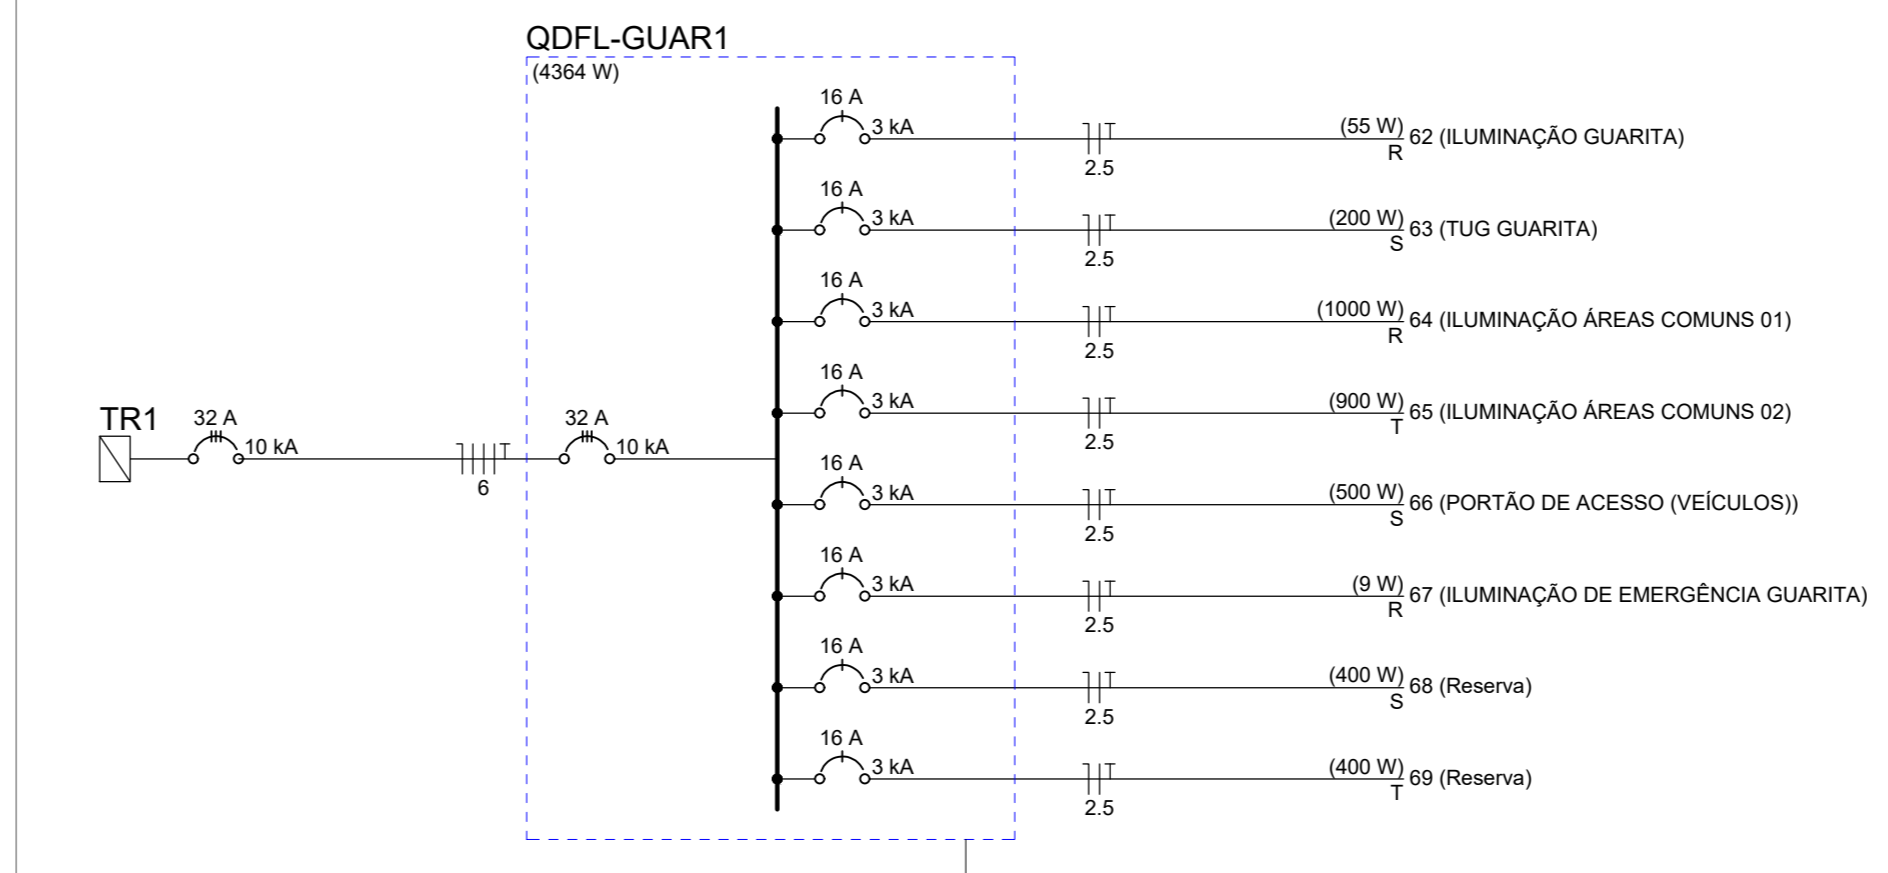 QDFL-GUAR1
(4364 W)
16 A
3 kA
2.5
(55 W)
R
62 (ILUMINAÇÃO GUARITA)
16 A
3 kA
2.5
(200 W)
S
63 (TUG GUARITA)
16 A
3 kA
2.5
(1000 W)
R
64 (ILUMINAÇÃO ÁREAS COMUNS 01)
16 A
3 kA
2.5
(900 W)
T
65 (ILUMINAÇÃO ÁREAS COMUNS 02)
TR1
32 A
10 kA
6
32 A
10 kA
16 A
3 kA
2.5
(500 W)
S
66 (PORTÃO DE ACESSO (VEÍCULOS))
16 A
3 kA
2.5
(9 W)
R
67 (ILUMINAÇÃO DE EMERGÊNCIA GUARITA)
16 A
3 kA
2.5
(400 W)
S
68 (Reserva)
16 A
3 kA
2.5
(400 W)
T
69 (Reserva)